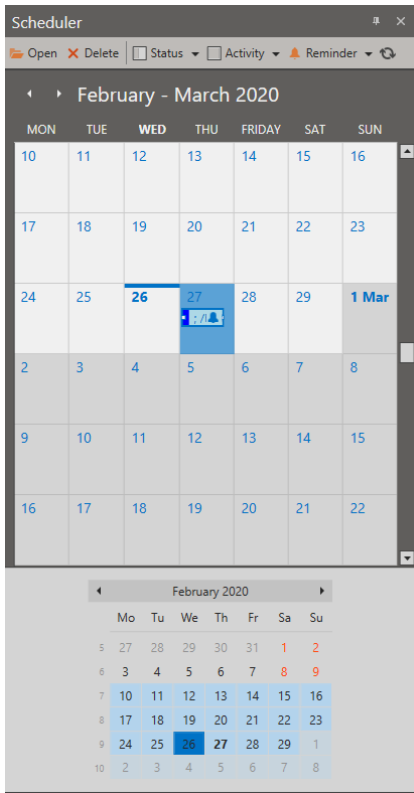 Scheduler
Open Delete Status Activity Reminder
February - March 2020
MON TUE WED THU FRIDAY SAT SUN
10 11 12 13 14 15 16
17 18 19 20 21 22 23
24 25 26 27 28 29 1 Mar
2 3 4 5 6 7 8
9 10 11 12 13 14 15
16 17 18 19 20 21 22
February 2020
Mo Tu We Th Fr Sa Su
5 27 28 29 30 31 1 2
6 3 4 5 6 7 8 9
7 10 11 12 13 14 15 16
8 17 18 19 20 21 22 23
9 24 25 26 27 28 29 1
10 2 3 4 5 6 7 8